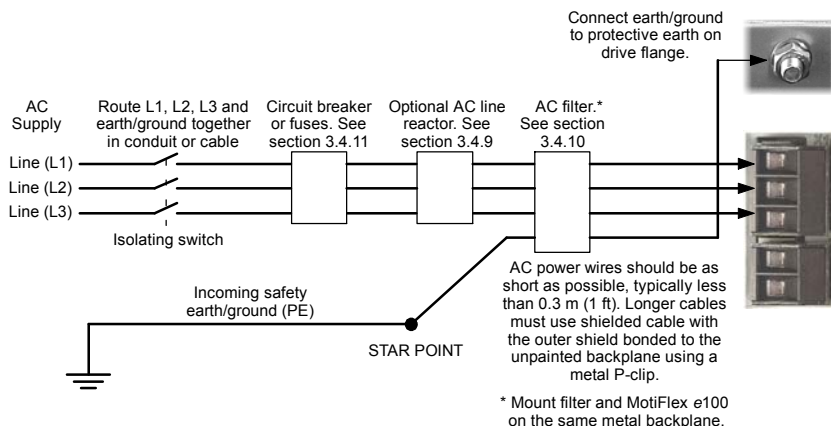 Connect earth/ground
to protective earth on
drive flange.
AC
Supply
Route L1, L2, L3 and
earth/ground together
in conduit or cable
Circuit breaker
or fuses. See
section 3.4.11
Optional AC line
reactor. See
section 3.4.9
AC filter.*
See section
3.4.10
Line (L1)
Line (L2)
Line (L3)
Isolating switch
Incoming safety
earth/ground (PE)
STAR POINT
AC power wires should be as
short as possible, typically less
than 0.3 m (1 ft). Longer cables
must use shielded cable with
the outer shield bonded to the
unpainted backplane using a
metal P-clip.
* Mount filter and MotiFlex e100
on the same metal backplane.